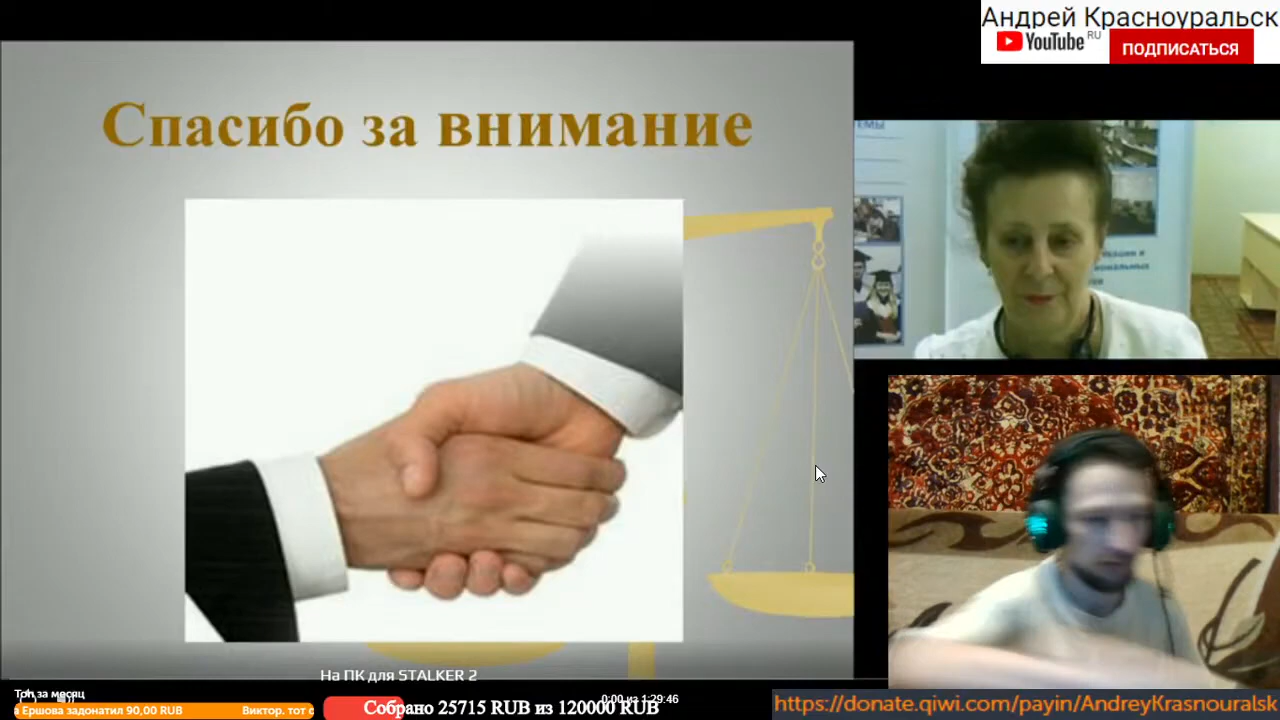 Андрей Красноуральск
YouTube RU
ПОДПИСАТЬСЯ
Спасибо за внимание
На ПК для STALKER 2
Топ за месяц
0:00 из 1:29:46
а Ершова задонатил 90,00 RUB
Виктор. тот с
Собрано 25715 RUB из 120000 RUB
https://donate.qiwi.com/payin/AndreyKrasnouralsk